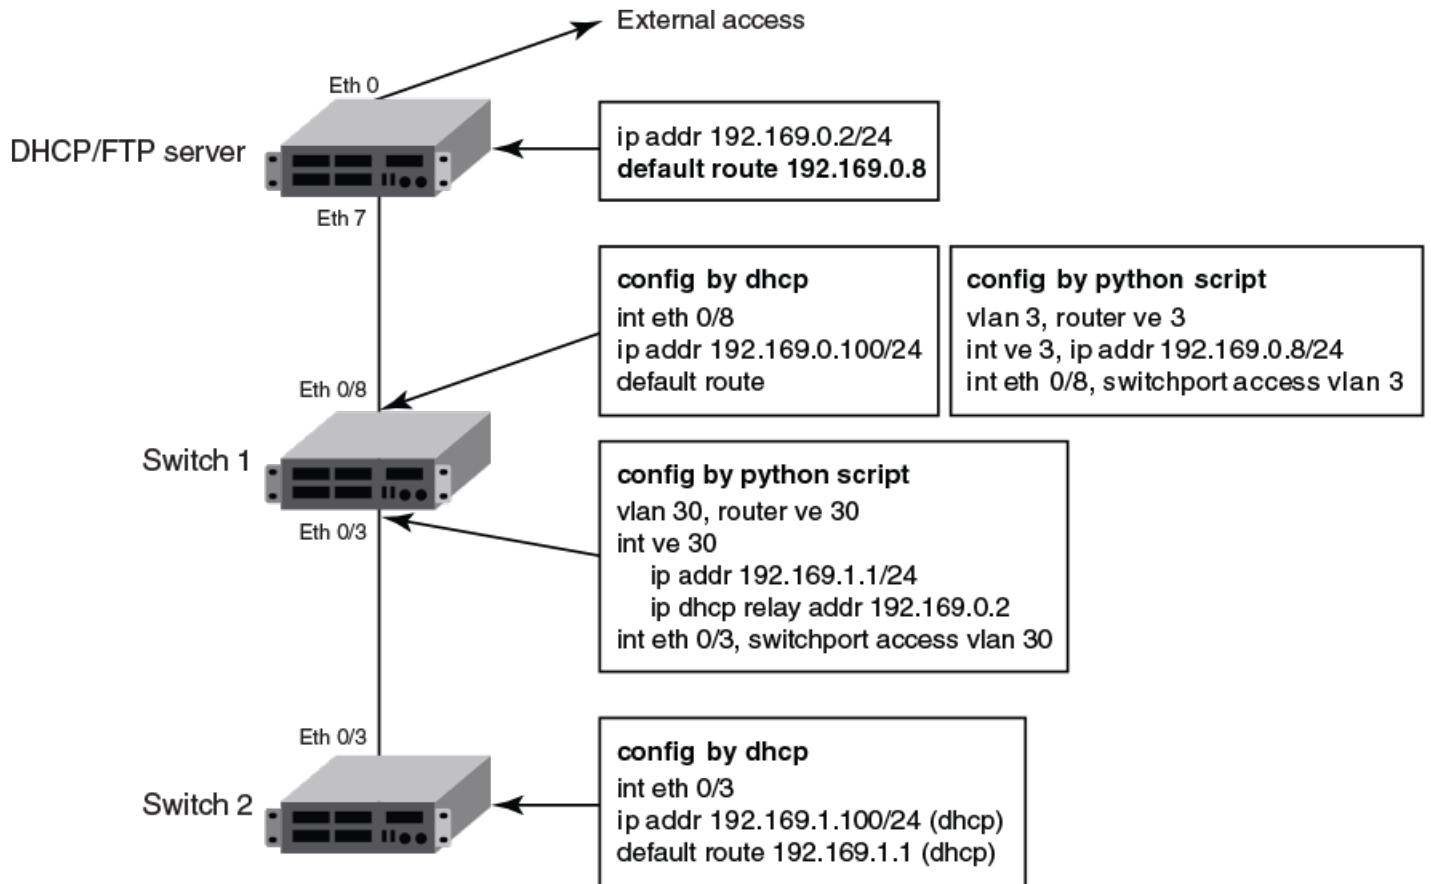 External access
Eth 0
DHCP/FTP server
ip addr 192.169.0.2/24
default route 192.169.0.8
Eth 7
config by dhcp
int eth 0/8
ip addr 192.169.0.100/24
default route
config by python script
vlan 3, router ve 3
int ve 3, ip addr 192.169.0.8/24
int eth 0/8, switchport access vlan 3
Eth 0/8
Switch 1
Eth 0/3
config by python script
vlan 30, router ve 30
int ve 30
ip addr 192.169.1.1/24
ip dhcp relay addr 192.169.0.2
int eth 0/3, switchport access vlan 30
Eth 0/3
Switch 2
config by dhcp
int eth 0/3
ip addr 192.169.1.100/24 (dhcp)
default route 192.169.1.1 (dhcp)